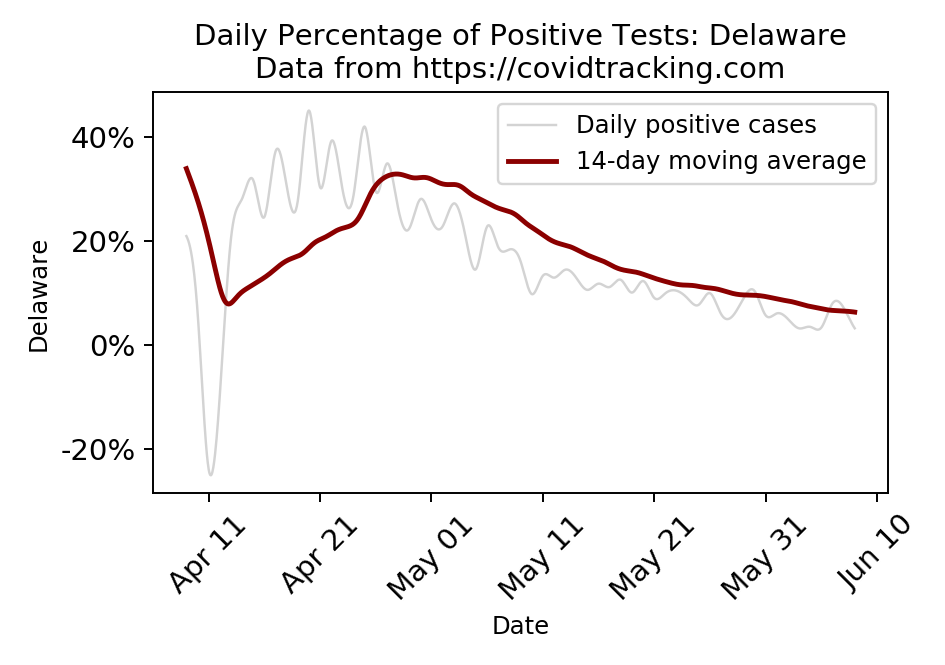 Daily Percentage of Positive Tests: Delaware
Data from https://covidtracking.com
Daily positive cases
14-day moving average
40%
20%
0%
-20%
Delaware
Apr 11
Apr 21
May 01
May 11
May 21
May 31
Jun 10
Date